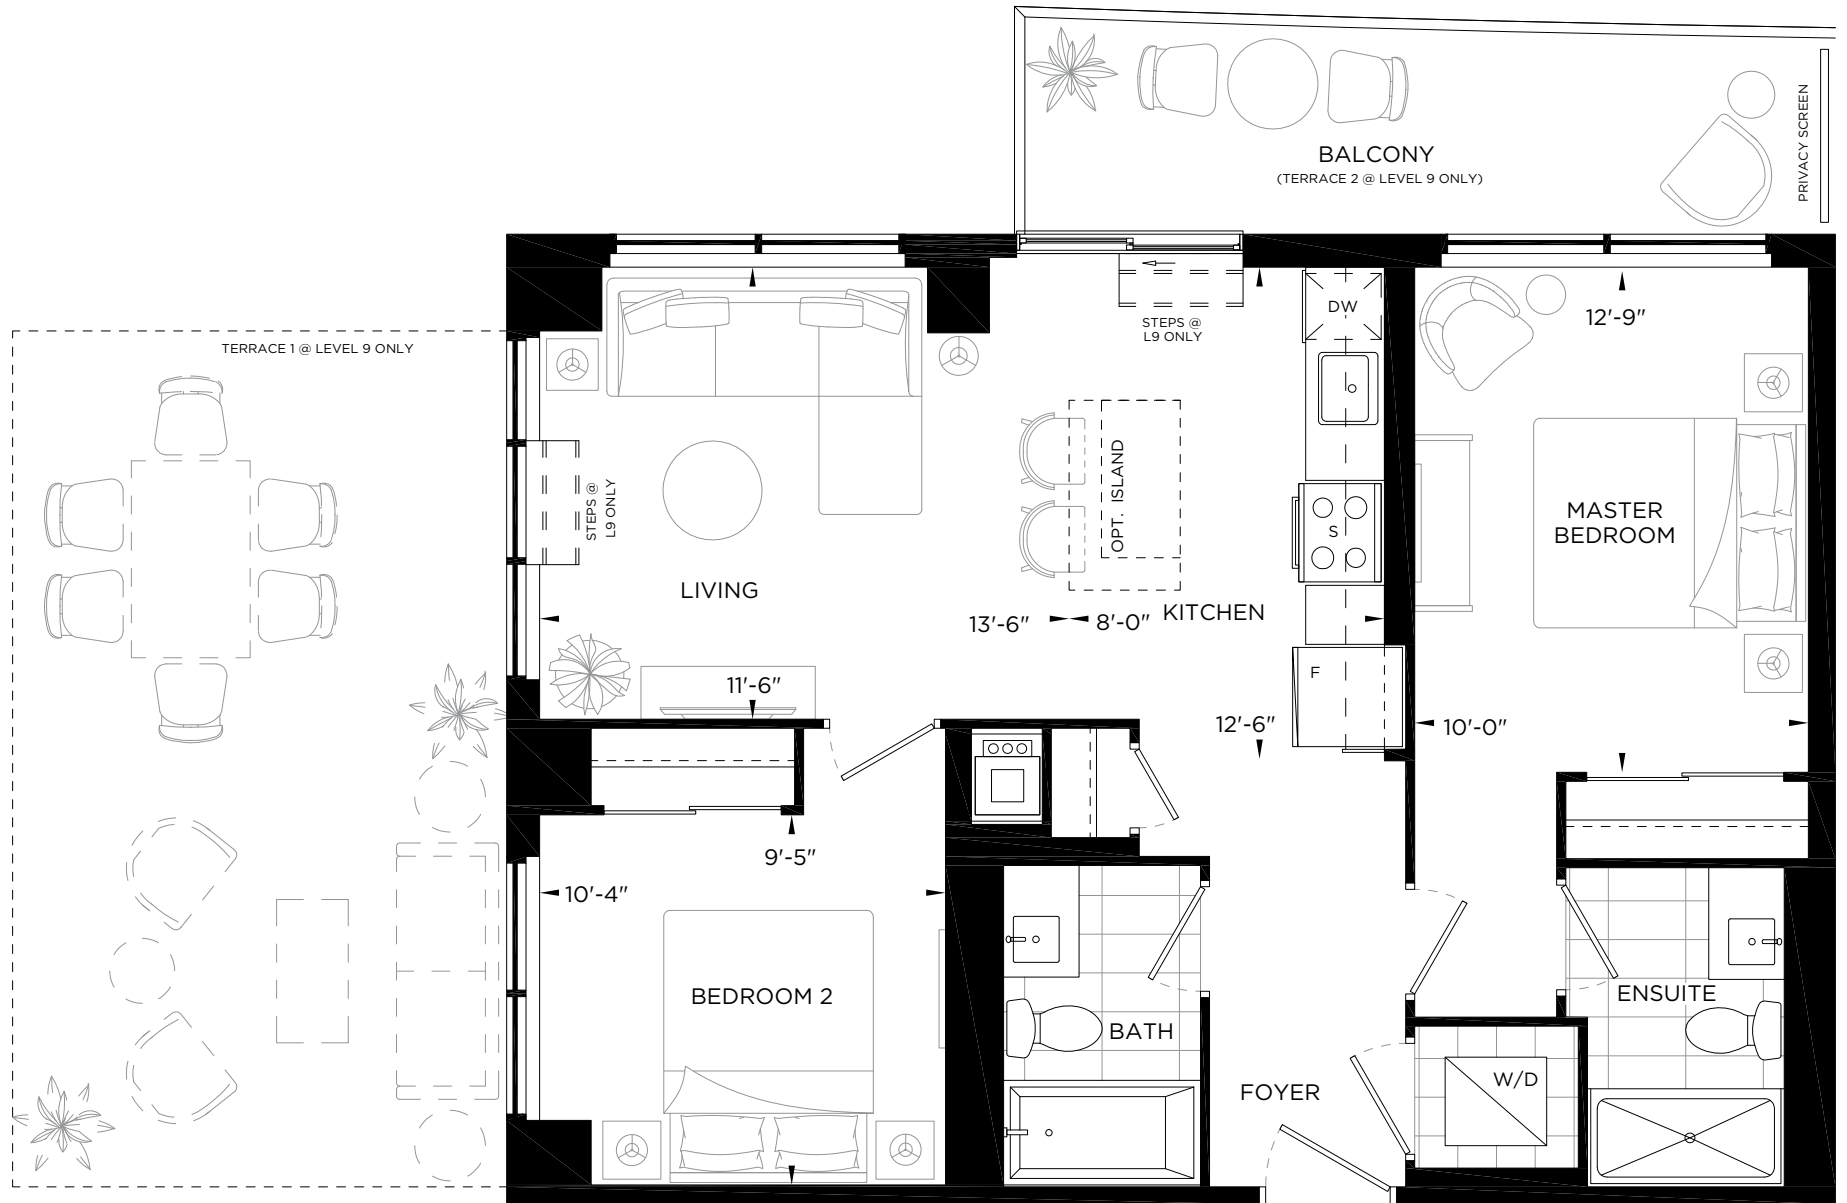 BALCONY
(TERRACE 2 @ LEVEL 9 ONLY)
PRIVACY SCREEN
TERRACE 1 @ LEVEL 9 ONLY
STEPS @
L9 ONLY
DW
12'-9"
STEPS @
L9 ONLY
OPT. ISLAND
S
MASTER
BEDROOM
LIVING
13'-6"
8'-0"
KITCHEN
F
11'-6"
12'-6"
10'-0"
9'-5"
10'-4"
BEDROOM 2
BATH
ENSUITE
W/D
FOYER